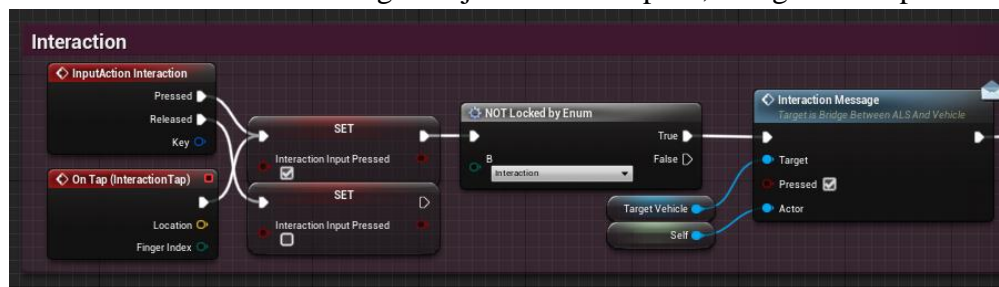 Interaction
InputAction Interaction
Pressed
Released
Key
On Tap (InteractionTap)
Location
Finger Index
SET
Interaction Input Pressed
SET
Interaction Input Pressed
NOT Locked by Enum
True
B
False
Interaction
Target Vehicle
Self
Interaction Message
Target is Bridge Between ALS And Vehicle
Target
Pressed
Actor